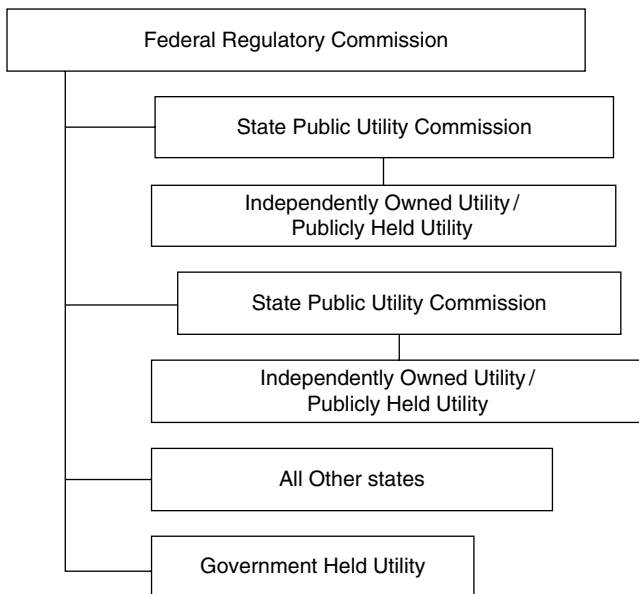 Federal Regulatory Commission
State Public Utility Commission
Independently Owned Utility /
Publicly Held Utility
State Public Utility Commission
Independently Owned Utility /
Publicly Held Utility
All Other states
Government Held Utility